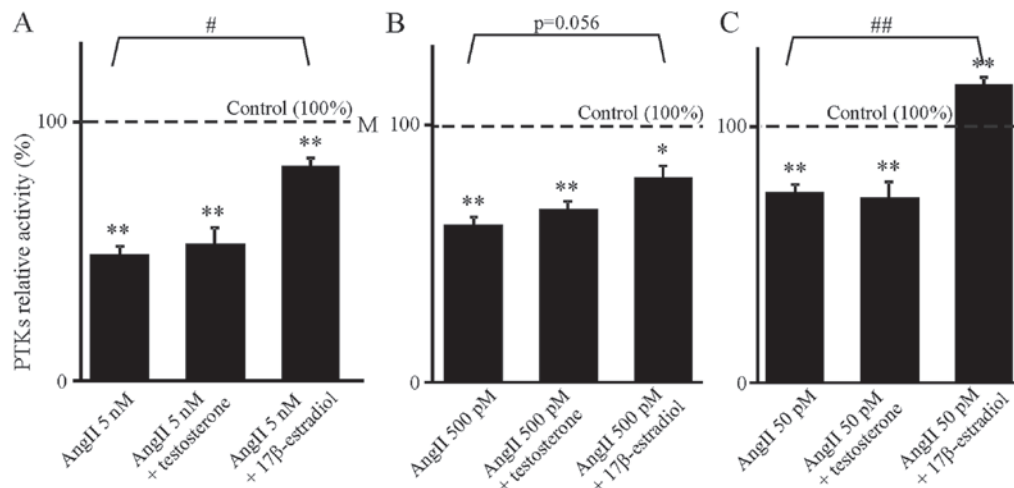 A
#
Control (100%)
100
**
**
**
0
PTKs relative activity (%)
AngII 5 nM
AngII 5 nM
+ testosterone
AngII 5 nM
+ 17β-estradiol
B
p=0.056
Control (100%)
M
100
**
**
*
0
AngII 500 pM
AngII 500 pM
+ testosterone
AngII 500 pM
+ 17β-estradiol
C
##
**
Control (100%)
100
**
**
0
AngII 50 pM
AngII 50 pM
+ testosterone
AngII 50 pM
+ 17β-estradiol